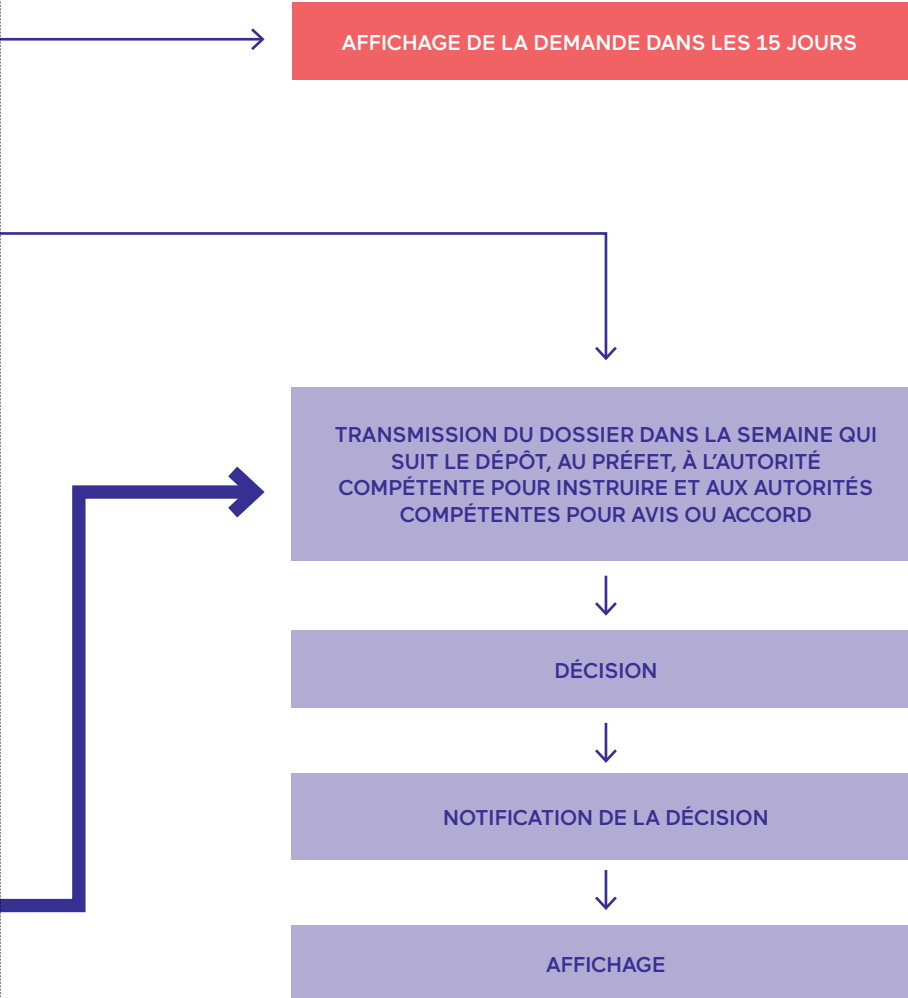 AFFICHAGE DE LA DEMANDE DANS LES 15 JOURS
TRANSMISSION DU DOSSIER DANS LA SEMAINE QUI
SUIT LE DÉPÔT, AU PRÉFET, À L’AUTORITÉ
COMPÉTENTE POUR INSTRUIRE ET AUX AUTORITÉS
COMPÉTENTES POUR AVIS OU ACCORD
DÉCISION
NOTIFICATION DE LA DÉCISION
AFFICHAGE